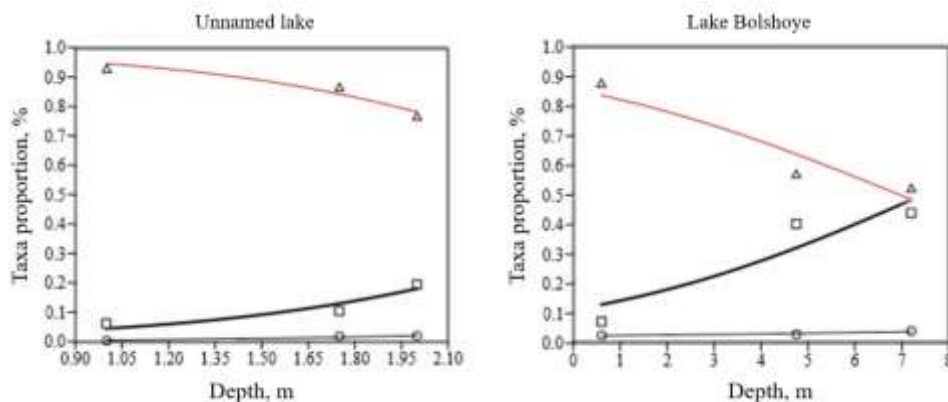 Unnamed lake
Taxa proportion, %
1.0
0.9
0.8
0.7
0.6
0.5
0.4
0.3
0.2
0.1
0.0
0.90 1.05 1.20 1.35 1.50 1.65 1.80 1.95 2.10
Depth, m
Lake Bolshoye
Taxa proportion, %
1.0
0.9
0.8
0.7
0.6
0.5
0.4
0.3
0.2
0.1
0.0
0 1 2 3 4 5 6 7 8
Depth, m